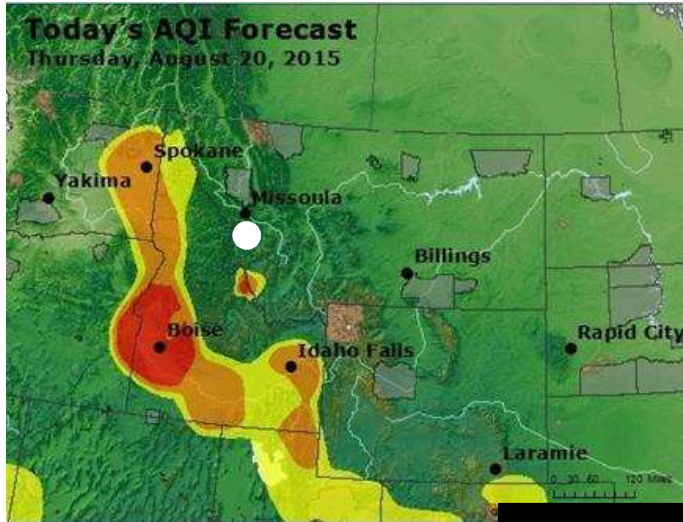 Today's AQI Forecast
Thursday, August 20, 2015
Spokane
Yakima
Missoula
Billings
Boise
Idaho Falls
Rapid City
Laramie
0 30 60 120 Miles